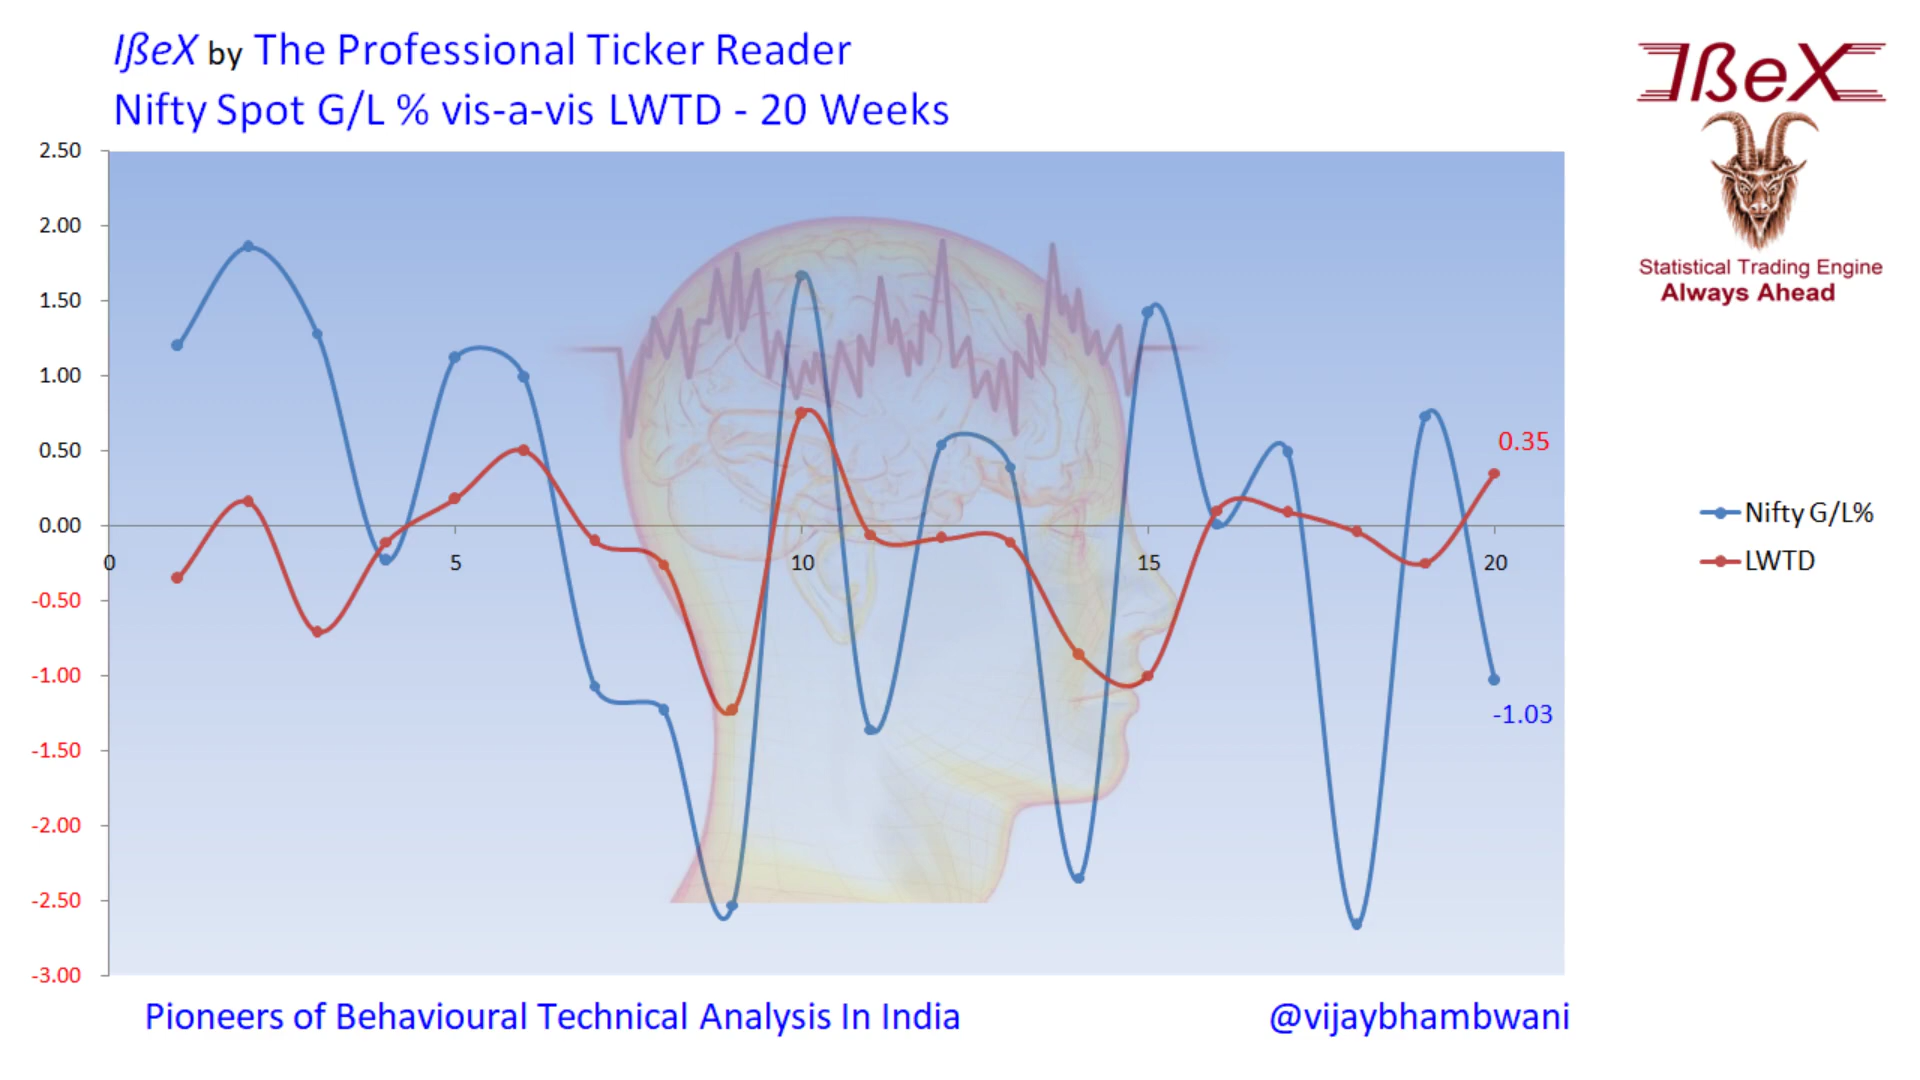 IßeX by The Professional Ticker Reader
Nifty Spot G/L % vis-a-vis LWTD - 20 Weeks
IßeX
Statistical Trading Engine
Always Ahead
2.50
2.00
1.50
1.00
0.50
0.00
-0.50
-1.00
-1.50
-2.00
-2.50
-3.00
0 5 10 15 20
0.35
-1.03
Nifty G/L%
LWTD
Pioneers of Behavioural Technical Analysis In India
@vijaybhambwani